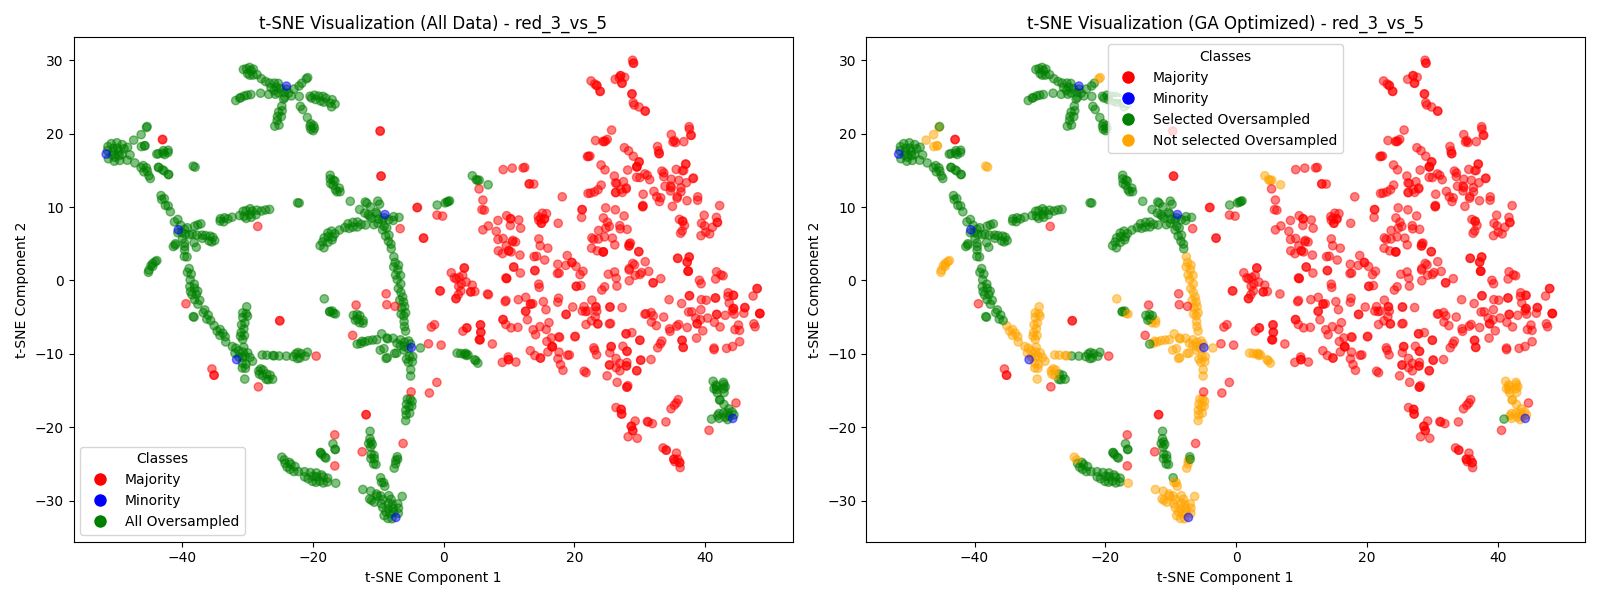 t-SNE Visualization (All Data) - red_3_vs_5
t-SNE Component 2
30
20
10
0
−10
−20
−30
Classes
Majority
Minority
All Oversampled
−40
−20
0
20
40
t-SNE Component 1
t-SNE Visualization (GA Optimized) - red_3_vs_5
t-SNE Component 2
30
20
10
0
−10
−20
−30
Classes
Majority
Minority
Selected Oversampled
Not selected Oversampled
−40
−20
0
20
40
t-SNE Component 1